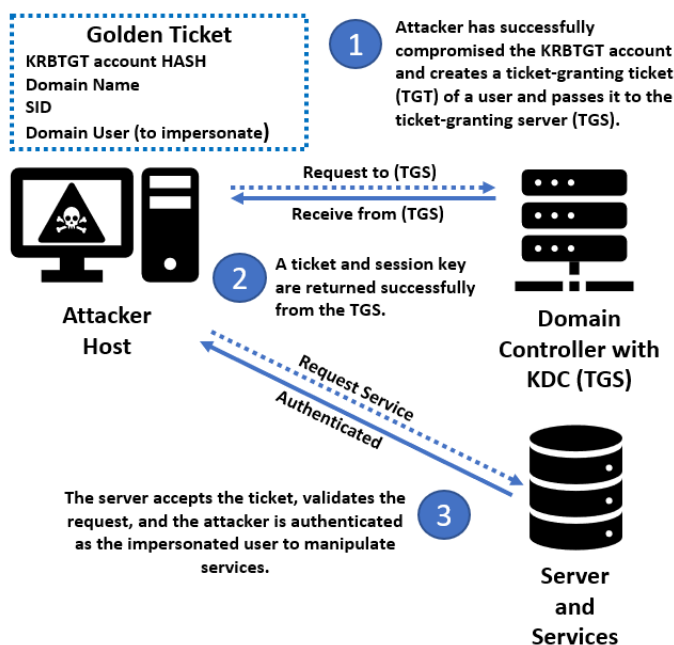 Golden Ticket
KRBTGT account HASH
Domain Name
SID
Domain User (to impersonate)
1
Attacker has successfully
compromised the KRBTGT account
and creates a ticket-granting ticket
(TGT) of a user and passes it to the
ticket-granting server (TGS).
Request to (TGS)
Receive from (TGS)
2
A ticket and session key
are returned successfully
from the TGS.
Attacker
Host
Domain
Controller with
KDC (TGS)
Request Service
Authenticated
The server accepts the ticket, validates the
request, and the attacker is authenticated
as the impersonated user to manipulate
services.
3
Server
and
Services